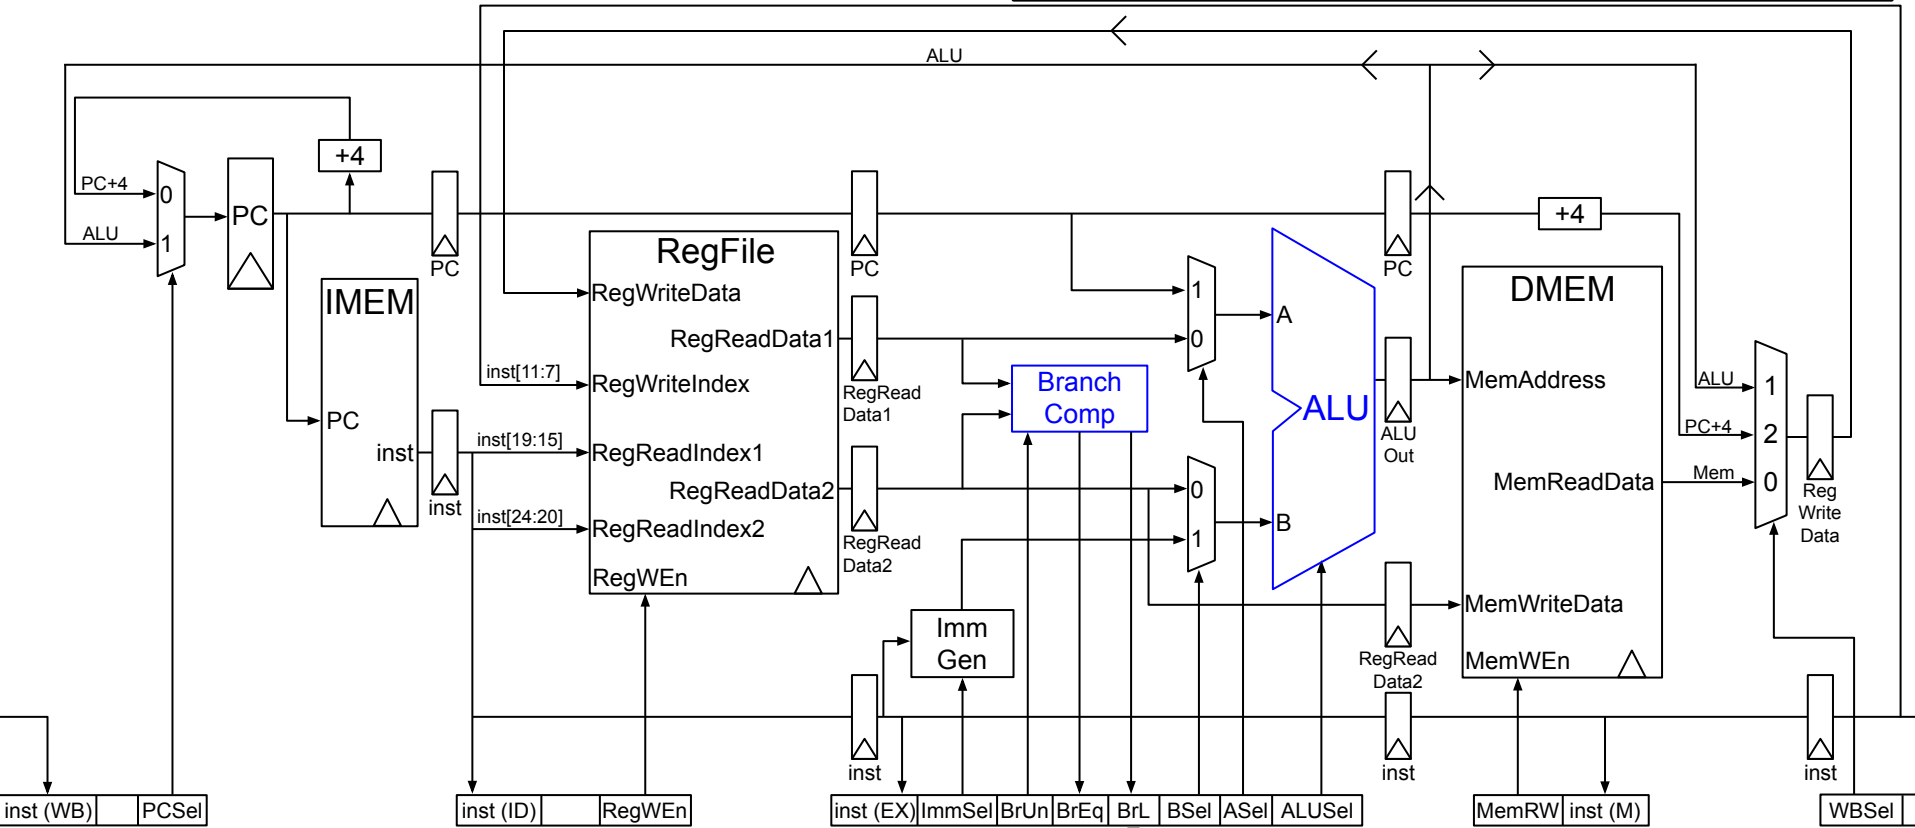 ALU
+4
PC+4
0
ALU
1
PC
PC
PC
PC
+4
IMEM
PC
inst
inst
RegFile
RegWriteData
RegReadData1
inst[11:7]
RegWriteIndex
inst[19:15]
RegReadIndex1
RegReadData2
inst[24:20]
RegReadIndex2
RegWEn
RegRead
Data1
RegRead
Data2
Branch
Comp
Imm
Gen
1
0
0
1
A
ALU
B
ALU
Out
RegRead
Data2
DMEM
MemAddress
MemReadData
MemWriteData
MemWEn
ALU
1
PC+4
2
Mem
0
Reg
Write
Data
inst
inst
inst
inst (WB)
PCSel
inst (ID)
RegWEn
inst (EX)
ImmSel
BrUn
BrEq
BrL
BSel
ASel
ALUSel
MemRW
inst (M)
WBSel